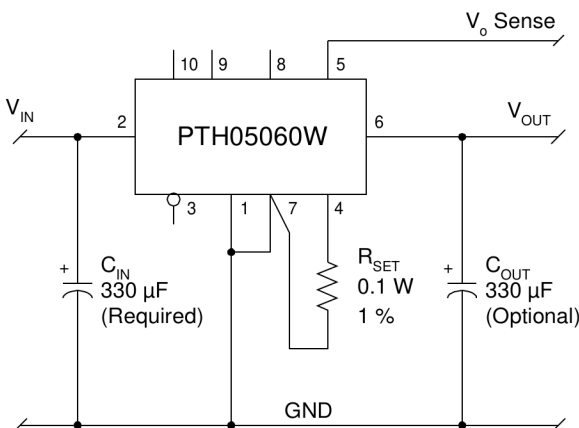 Vo Sense
10
9
8
5
VIN
2
PTH05060W
6
VOUT
3
1
7
4
+
CIN
330 µF
(Required)
RSET
0.1 W
1 %
+
COUT
330 µF
(Optional)
GND